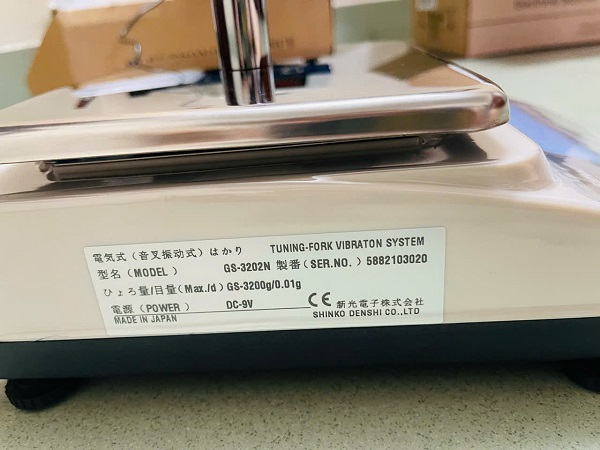 電気式(音叉振动式)はかり TUNING-FORK VIBRATON SYSTEM
型名(MODEL) GS-3202N 製番(SER.NO.) 5882103020
ひょろ量/目量(Max./d) GS-3200g/0.01g
電源(POWER) DC-9V CE 新光電子株式会社
MADE IN JAPAN SHINKO DENSHI CO.,LTD